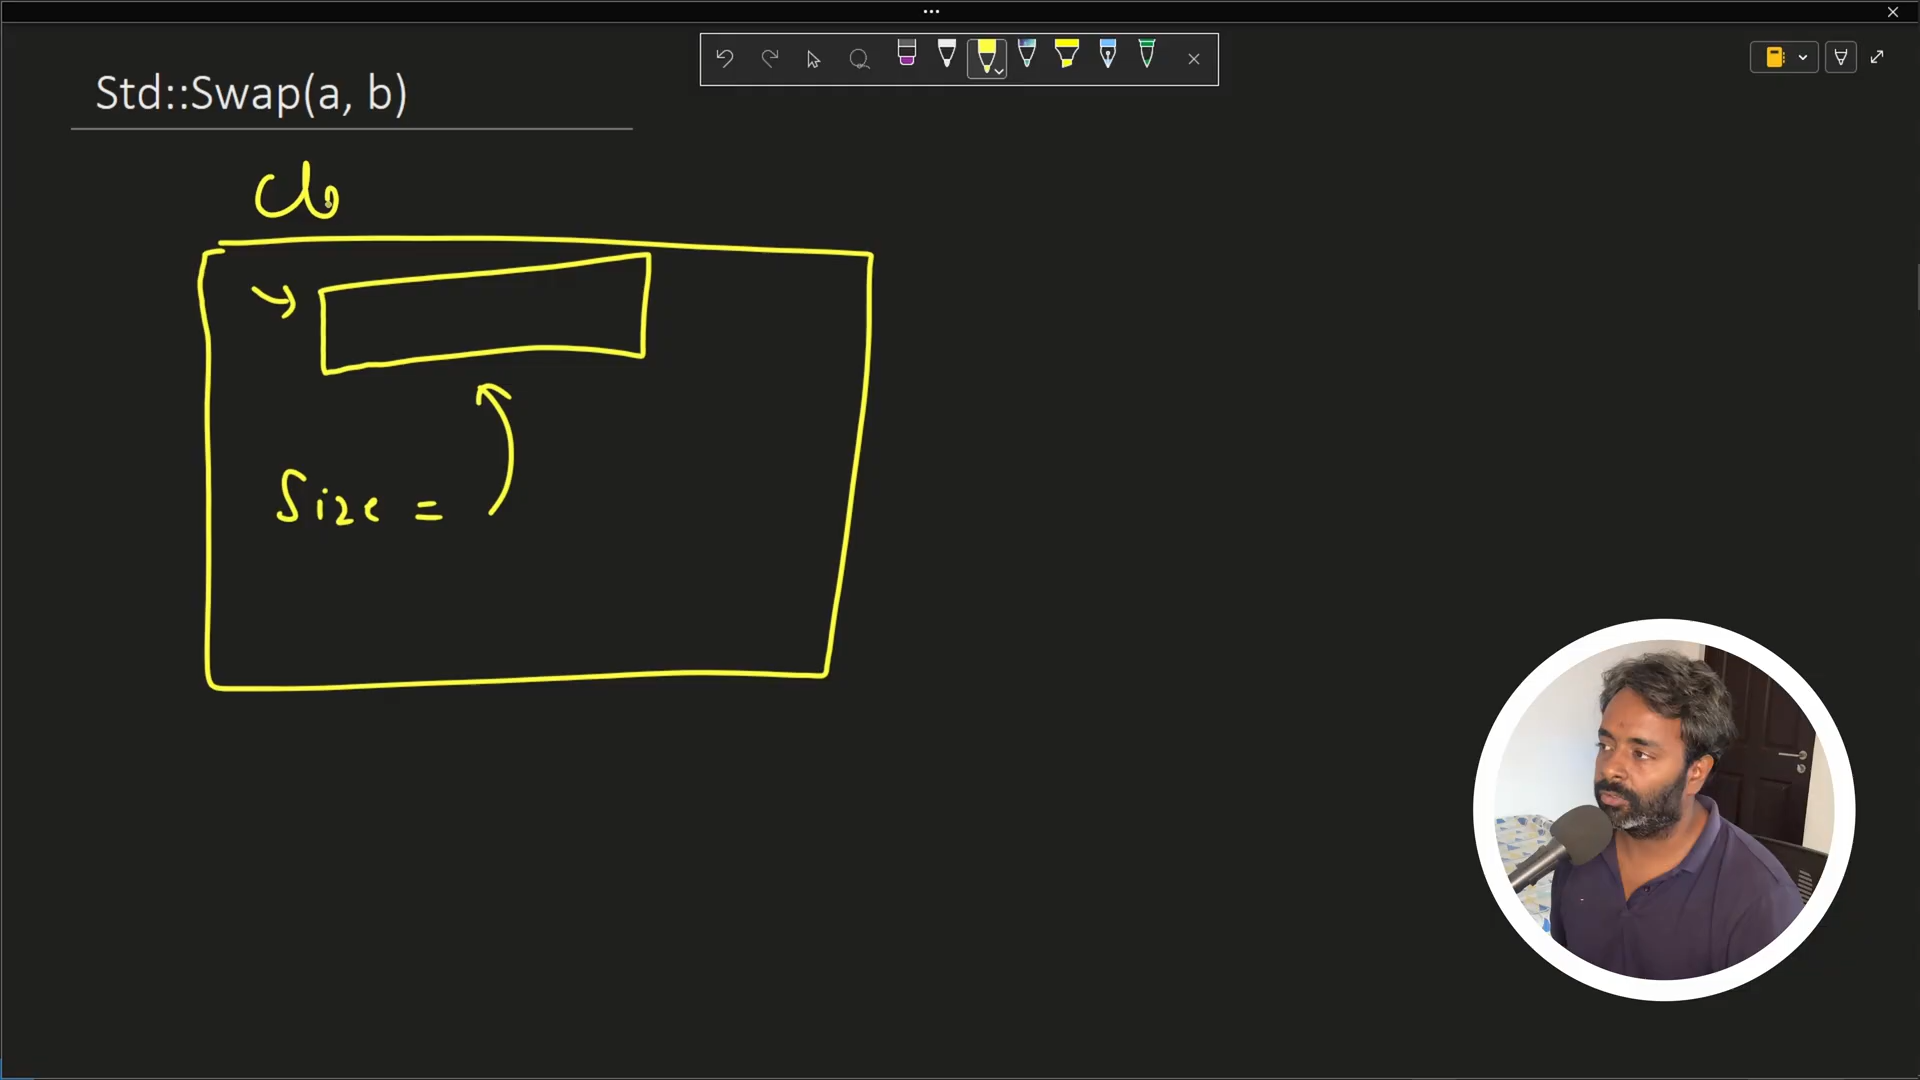 Std::Swap(a, b)
Size =